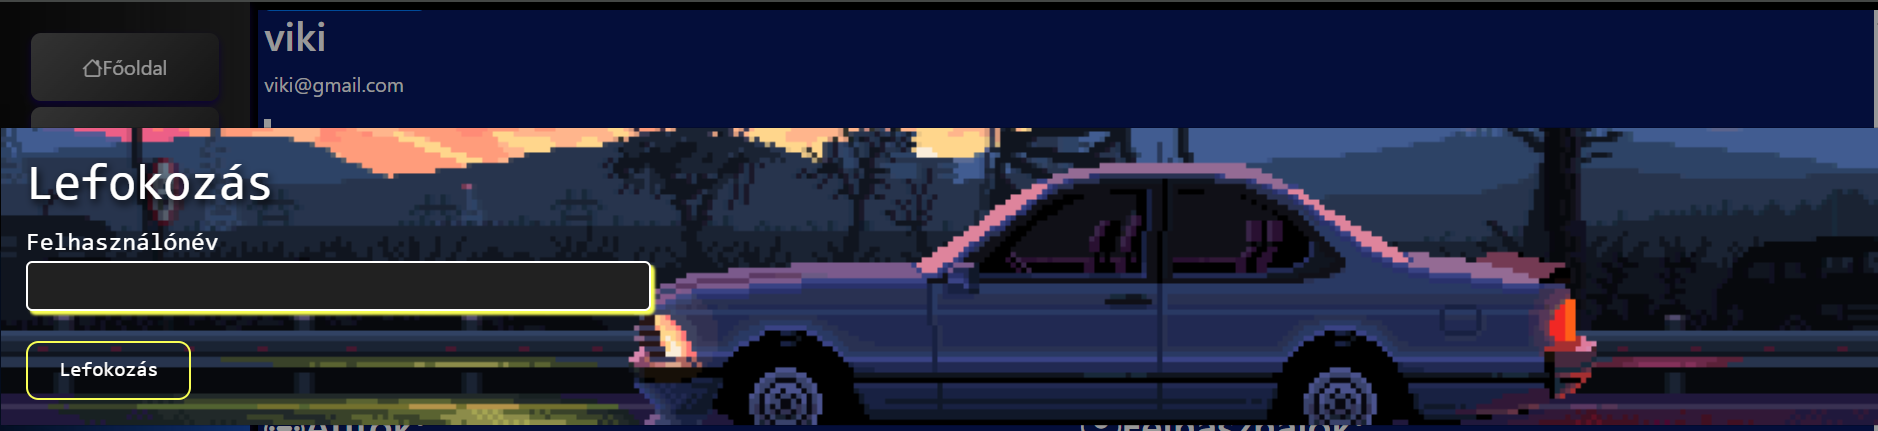 viki
Főoldal
viki@gmail.com
Lefokozás
Felhasználónév
Lefokozás